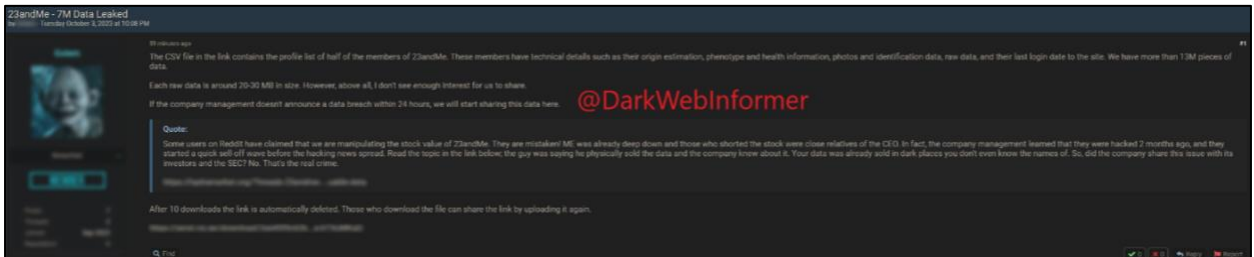 23andMe - 7M Data Leaked
by - Tuesday October 3, 2023 at 10:08 PM
minutes ago
#1
The CSV file in the link contains the profile list of half of the members of 23andMe. These members have technical details such as their origin estimation, phenotype and health information, photos and identification data, raw data, and their last login date to the site. We have more than 13M pieces of
data.
Each raw data is around 20-30 MB in size. However, above all, I don't see enough interest for us to share.
If the company management doesn't announce a data breach within 24 hours, we will start sharing this data here.
@DarkWebInformer
Quote:
Some users on Reddit have claimed that we are manipulating the stock value of 23andMe. They are mistaken! ME was already deep down and those who shorted the stock were close relatives of the CEO. In fact, the company management learned that they were hacked 2 months ago, and they
started a quick sell-off wave before the hacking news spread. Read the topic in the link below; the guy was saying he physically sold the data and the company knew about it. Your data was already sold in dark places you don't even know the names of. So, did the company share this issue with its
investors and the SEC? No. That's the real crime.
After 10 downloads the link is automatically deleted. Those who download the file can share the link by uploading it again.
Find
0
0
Reply
Report